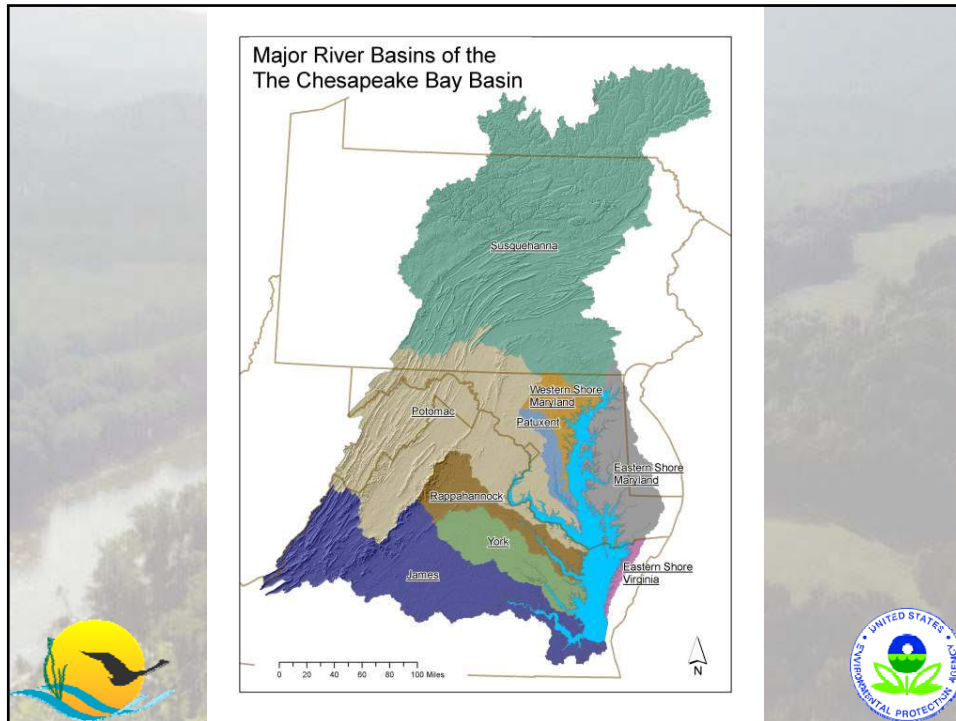 Major River Basins of the
The Chesapeake Bay Basin
Susquehanna
Western Shore
Maryland
Potomac
Patuxent
Eastern Shore
Maryland
Rappahannock
York
Eastern Shore
Virginia
James
0 10 20 40 60 80 100 Miles
N
UNITED STATES
ENVIRONMENTAL PROTECTION AGENCY